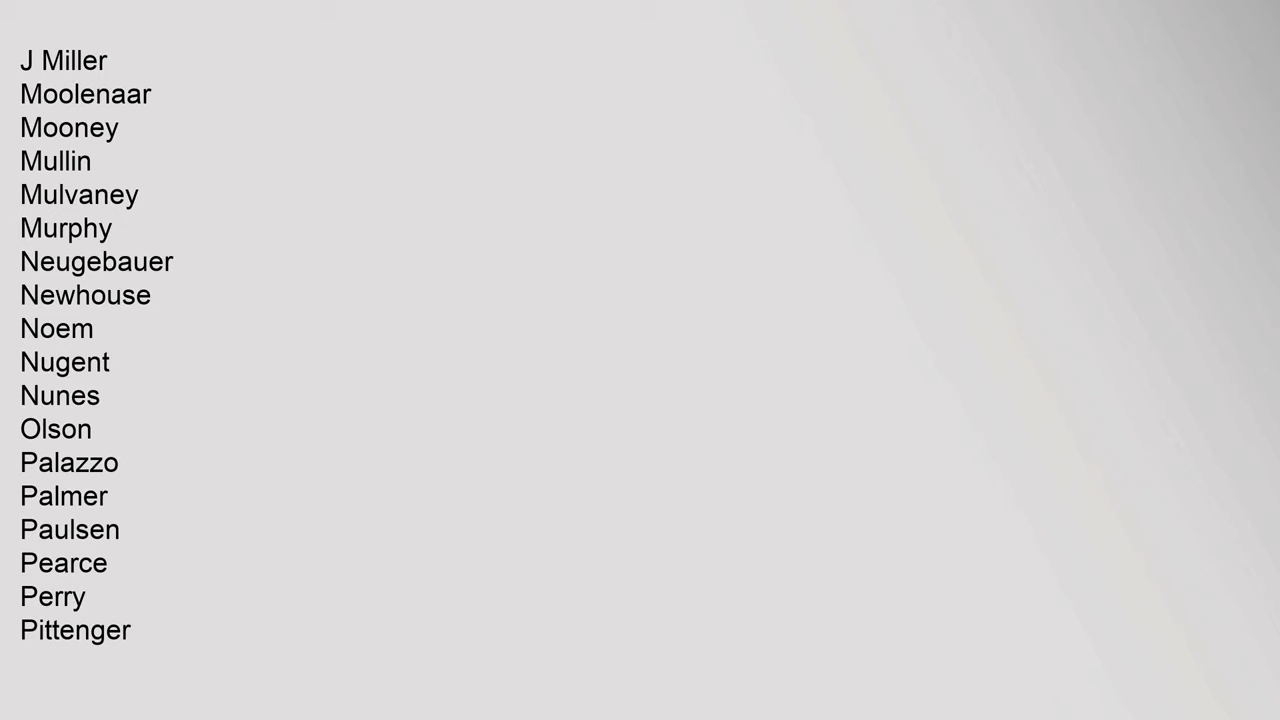 J Miller
Moolenaar
Mooney
Mullin
Mulvaney
Murphy
Neugebauer
Newhouse
Noem
Nugent
Nunes
Olson
Palazzo
Palmer
Paulsen
Pearce
Perry
Pittenger